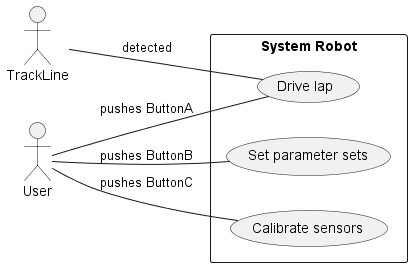 System Robot
detected
TrackLine
Drive lap
pushes ButtonA
pushes ButtonB
Set parameter sets
pushes ButtonC
User
Calibrate sensors